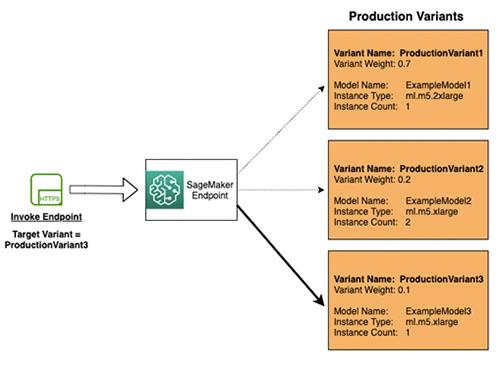 Production Variants
Variant Name: ProductionVariant1
Variant Weight: 0.7
Model Name: ExampleModel1
Instance Type: ml.m5.2xlarge
Instance Count: 1
HTTPS
Invoke Endpoint
Target Variant =
ProductionVariant3
SageMaker
Endpoint
Variant Name: ProductionVariant2
Variant Weight: 0.2
Model Name: ExampleModel2
Instance Type: ml.m5.xlarge
Instance Count: 2
Variant Name: ProductionVariant3
Variant Weight: 0.1
Model Name: ExampleModel3
Instance Type: ml.m5.xlarge
Instance Count: 1